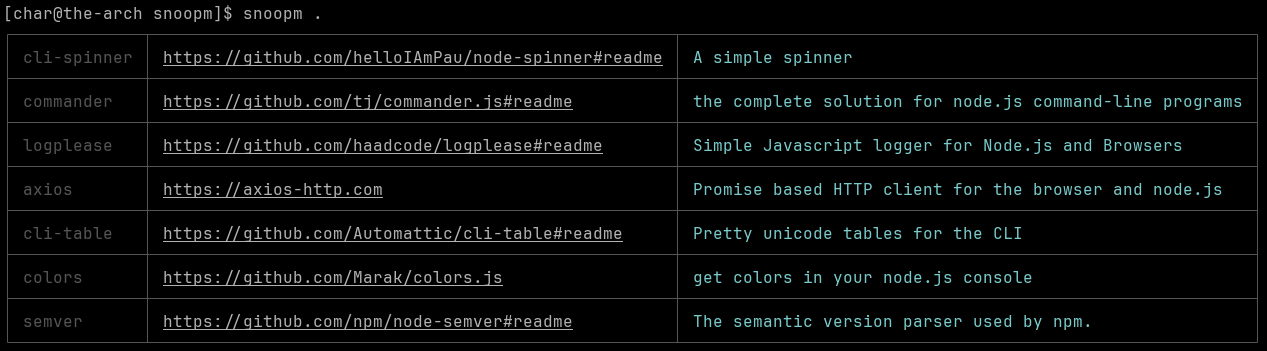 [char@the-arch snoopm]$ snoopm .
cli-spinner https://github.com/helloIAmPau/node-spinner#readme A simple spinner
commander https://github.com/tj/commander.js#readme the complete solution for node.js command-line programs
logplease https://github.com/haadcode/logplease#readme Simple Javascript logger for Node.js and Browsers
axios https://axios-http.com Promise based HTTP client for the browser and node.js
cli-table https://github.com/Automattic/cli-table#readme Pretty unicode tables for the CLI
colors https://github.com/Marak/colors.js get colors in your node.js console
semver https://github.com/npm/node-semver#readme The semantic version parser used by npm.